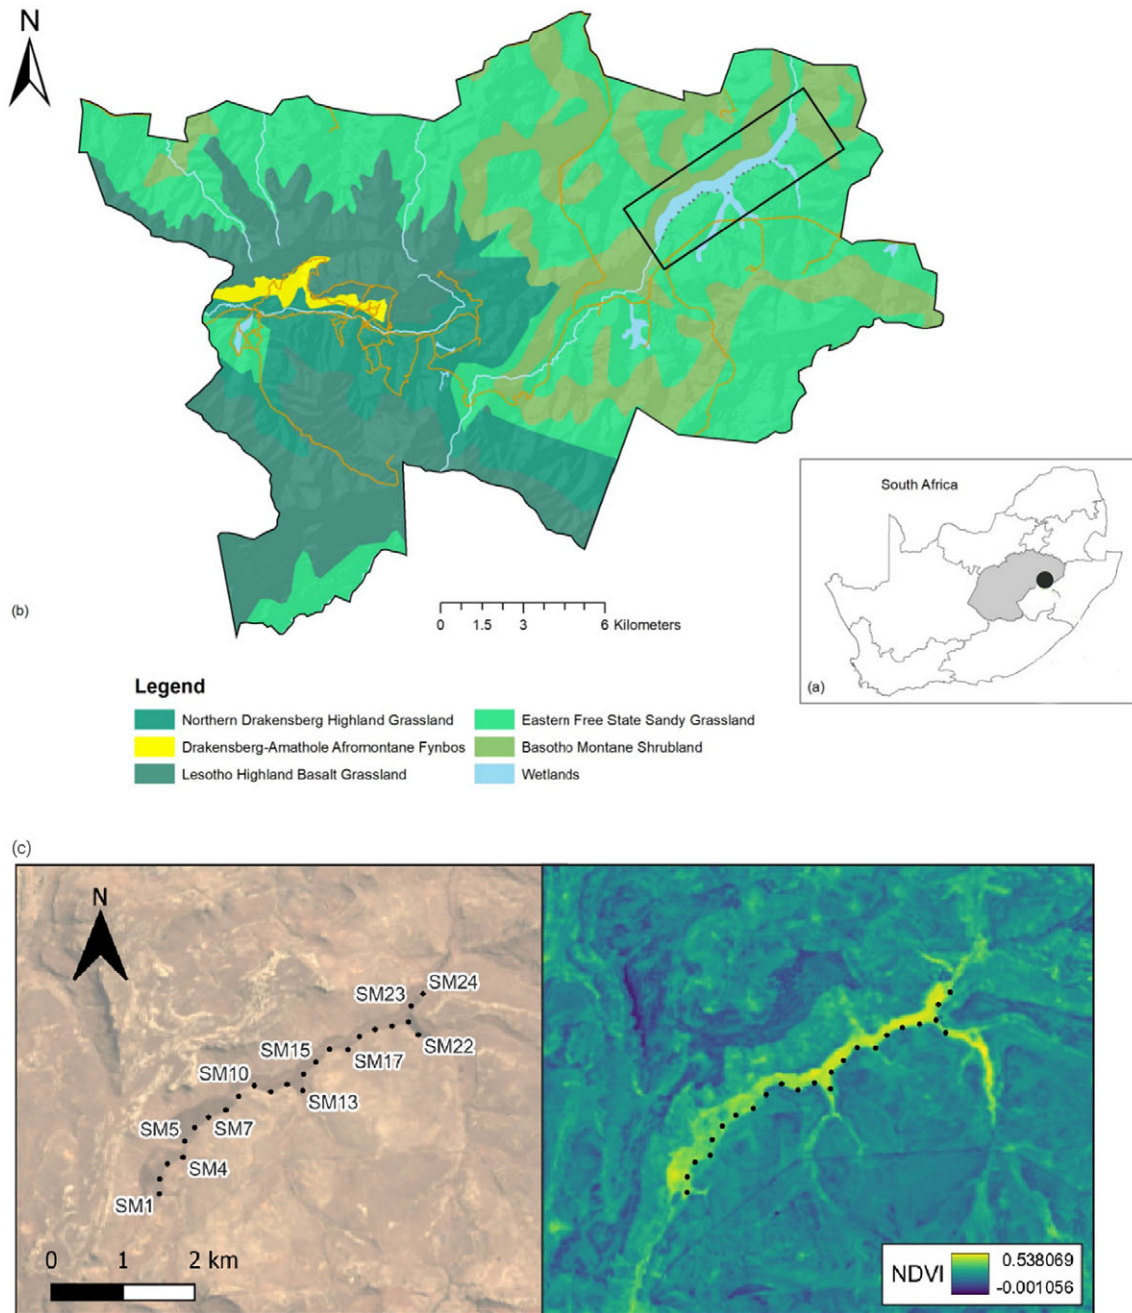 N
South Africa
(a)
(b)
0 1.5 3 6 Kilometers
Legend
Northern Drakensberg Highland Grassland
Eastern Free State Sandy Grassland
Drakensberg-Amathole Afromontane Fynbos
Basotho Montane Shrubland
Lesotho Highland Basalt Grassland
Wetlands
(c)
N
SM24
SM23
SM22
SM15
SM17
SM10
SM13
SM5
SM7
SM4
SM1
0 1 2 km
NDVI
0.538069
-0.001056